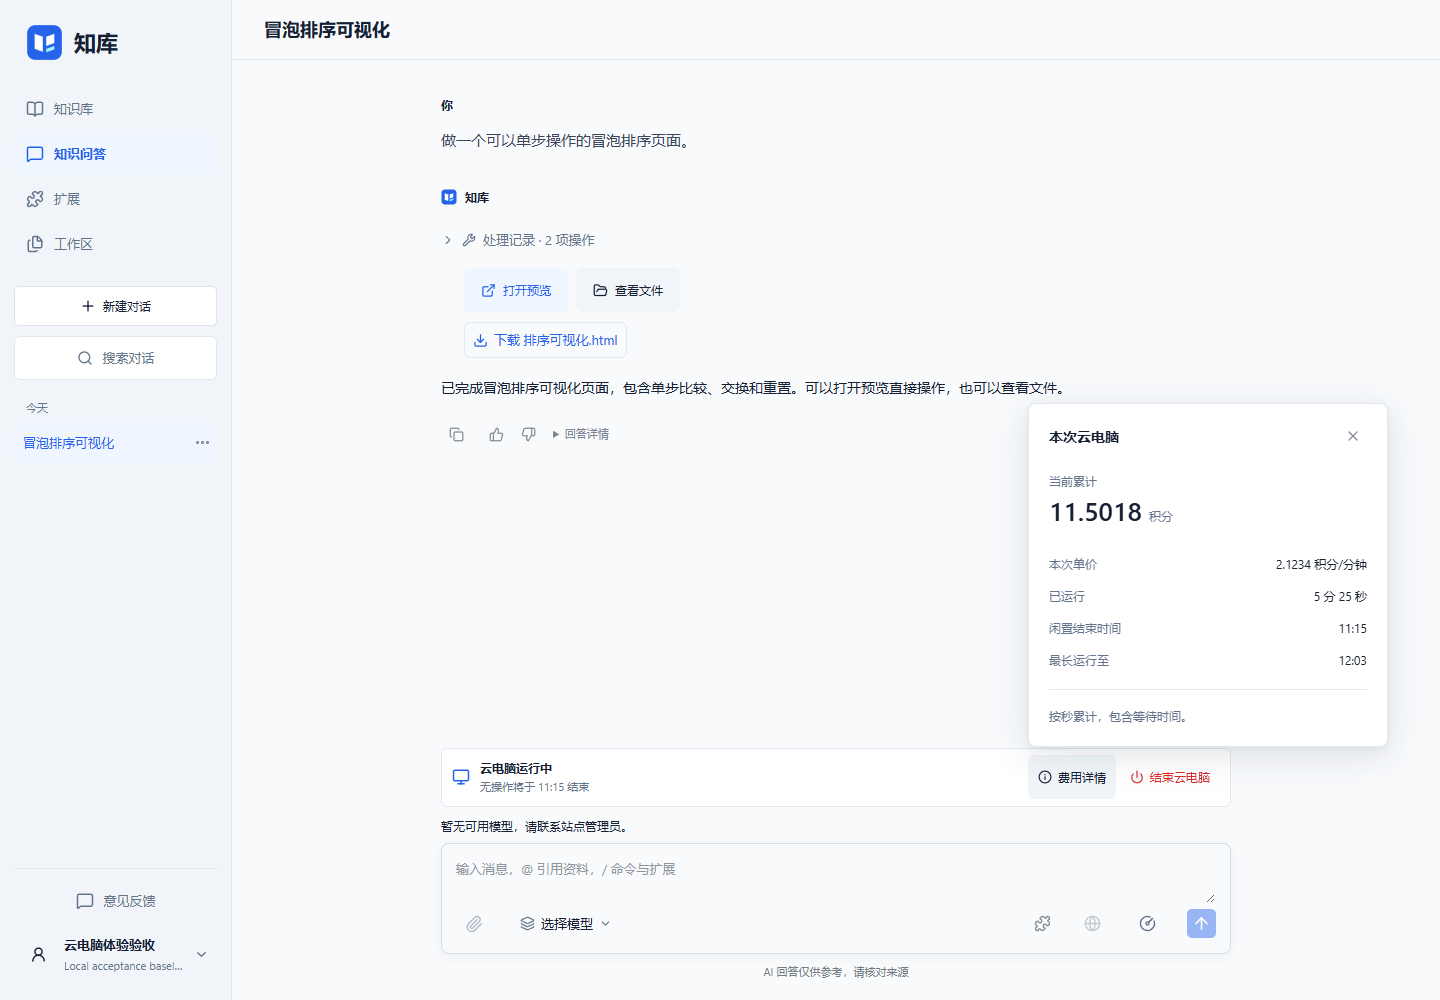 知库
知识库
知识问答
扩展
工作区
新建对话
搜索对话
今天
冒泡排序可视化
意见反馈
云电脑体验验收
Local acceptance basel...
冒泡排序可视化
你
做一个可以单步操作的冒泡排序页面。
知库
处理记录 · 2 项操作
打开预览
查看文件
下载 排序可视化.html
已完成冒泡排序可视化页面，包含单步比较、交换和重置。可以打开预览直接操作，也可以查看文件。
回答详情
本次云电脑
当前累计
11.5018 积分
本次单价 2.1234 积分/分钟
已运行 5 分 25 秒
闲置结束时间 11:15
最长运行至 12:03
按秒累计，包含等待时间。
云电脑运行中
无操作将于 11:15 结束
费用详情
结束云电脑
暂无可用模型，请联系站点管理员。
输入消息，@ 引用资料，/ 命令与扩展
选择模型
AI 回答仅供参考，请核对来源